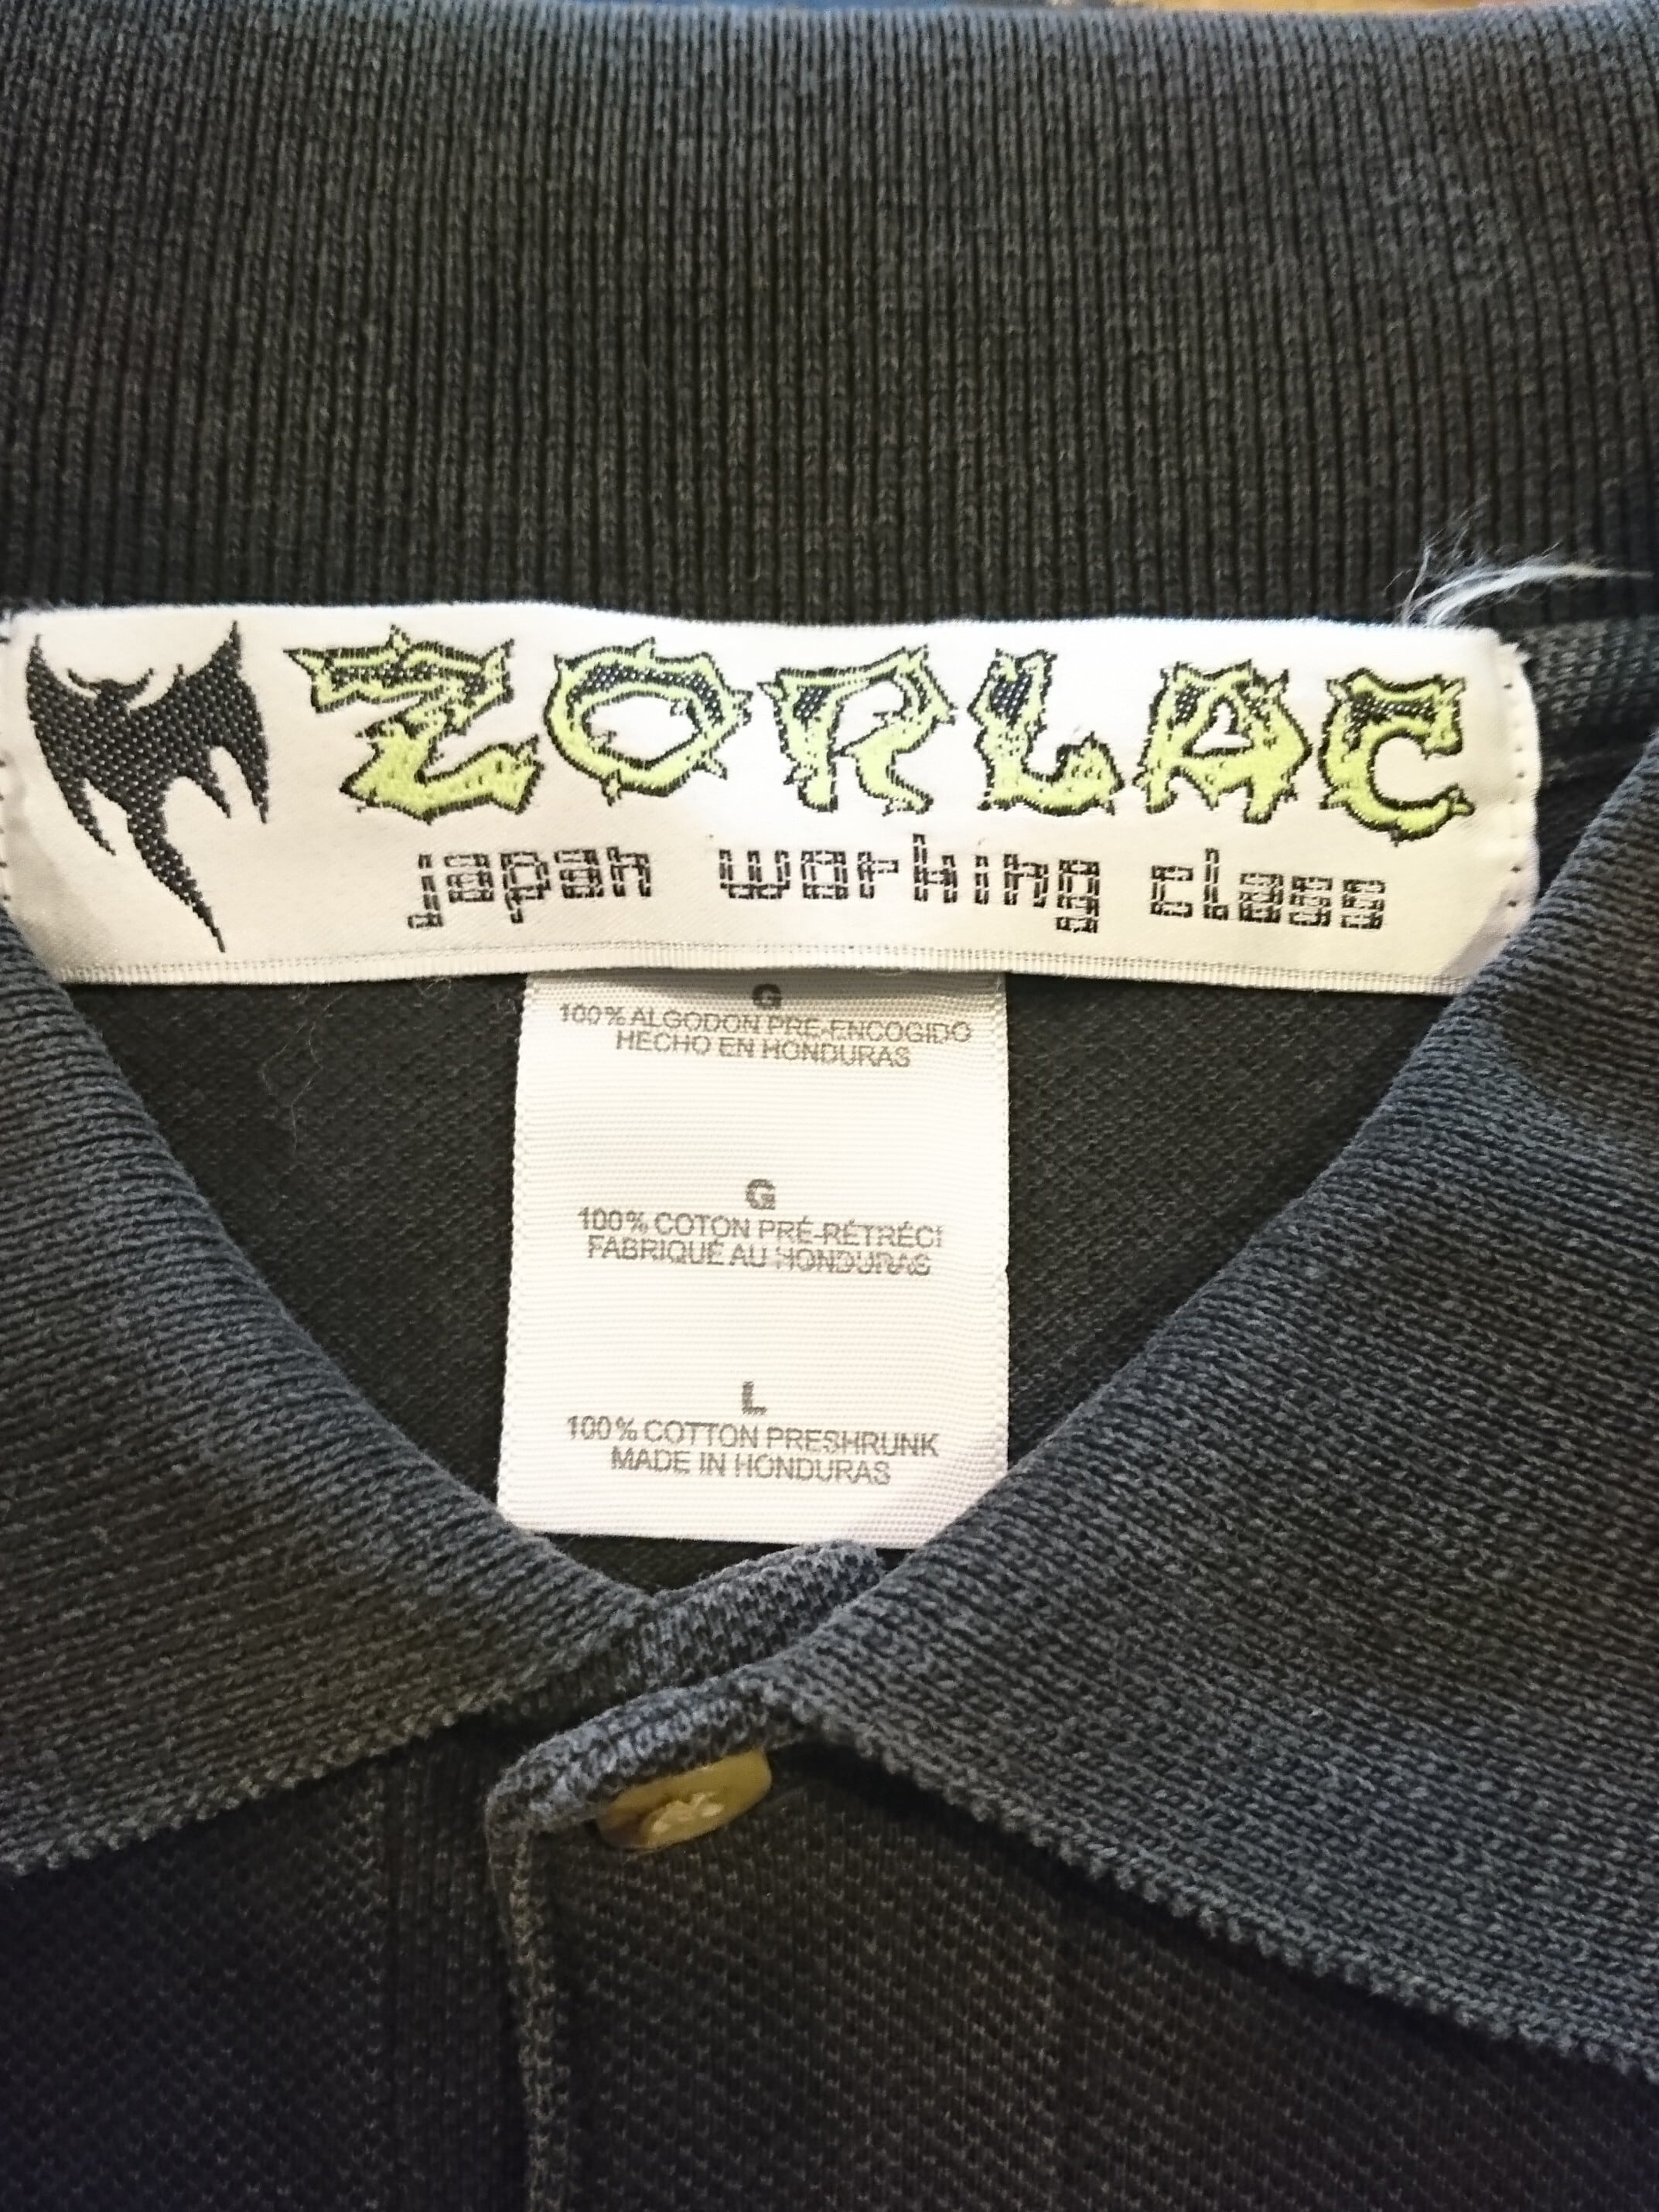 ZORLAC
japan working class
G
100% ALGODON PRE-ENCOGIDO
HECHO EN HONDURAS
G
100% COTON PRÉ-RÉTRÉCI
FABRIQUÉ AU HONDURAS
L
100% COTTON PRESHRUNK
MADE IN HONDURAS